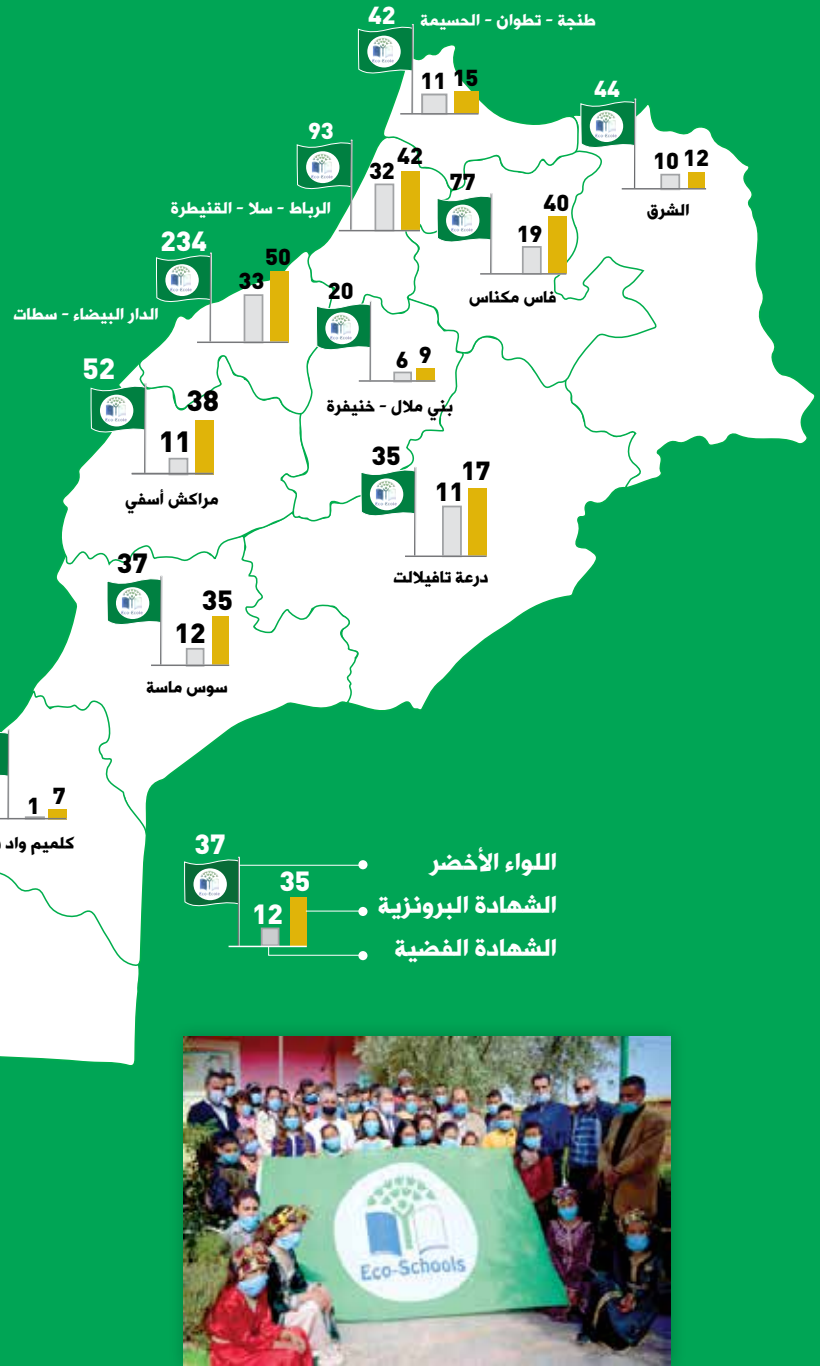 42
طنجة - تطوان - الحسيمة
11 15
44
10 12
الشرق
93
32 42
الرباط - سلا - القنيطرة
77
19 40
فاس مكناس
234
33 50
الدار البيضاء - سطات
20
6 9
بني ملال - خنيفرة
52
11 38
مراكش أسفي
35
11 17
درعة تافيلالت
37
12 35
سوس ماسة
1 7
كلميم واد
37
35
12
اللواء الأخضر
الشهادة البرونزية
الشهادة الفضية
Eco-Schools